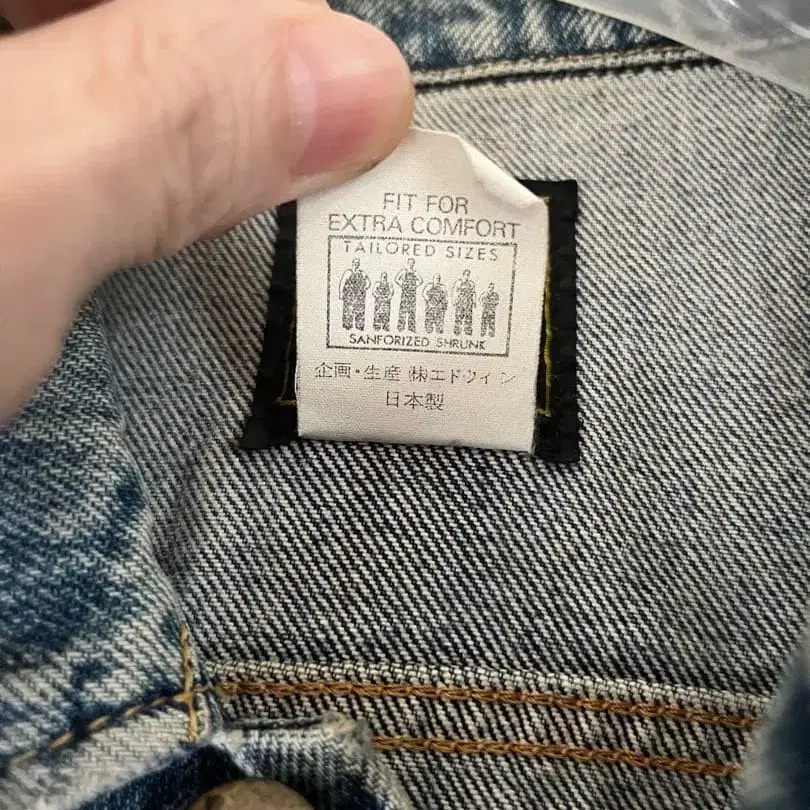 FIT FOR
EXTRA COMFORT
TAILORED SIZES
SANFORIZED SHRUNK
企画・生産 ㈱エドウィン
日本製